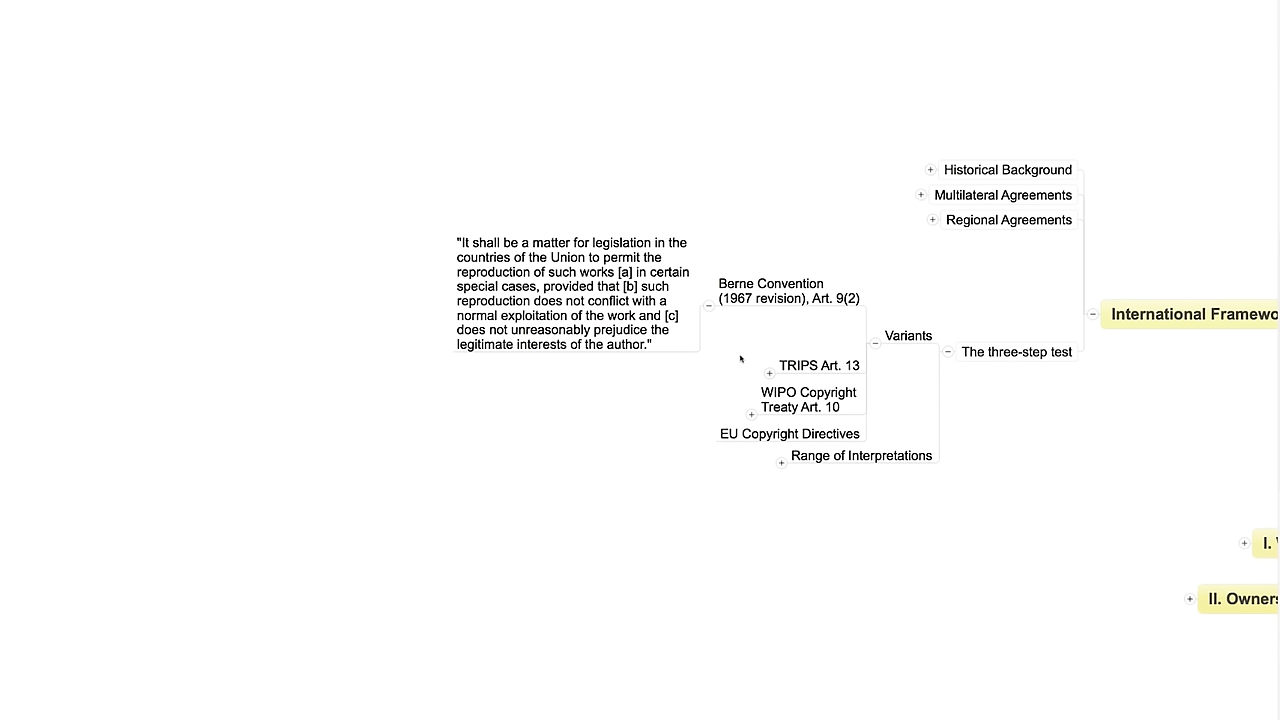 Historical Background
Multilateral Agreements
Regional Agreements
"It shall be a matter for legislation in the
countries of the Union to permit the
reproduction of such works [a] in certain
special cases, provided that [b] such
reproduction does not conflict with a
normal exploitation of the work and [c]
does not unreasonably prejudice the
legitimate interests of the author."
Berne Convention
(1967 revision), Art. 9(2)
International Framewo
Variants
The three-step test
TRIPS Art. 13
WIPO Copyright
Treaty Art. 10
EU Copyright Directives
Range of Interpretations
I.
II. Owners